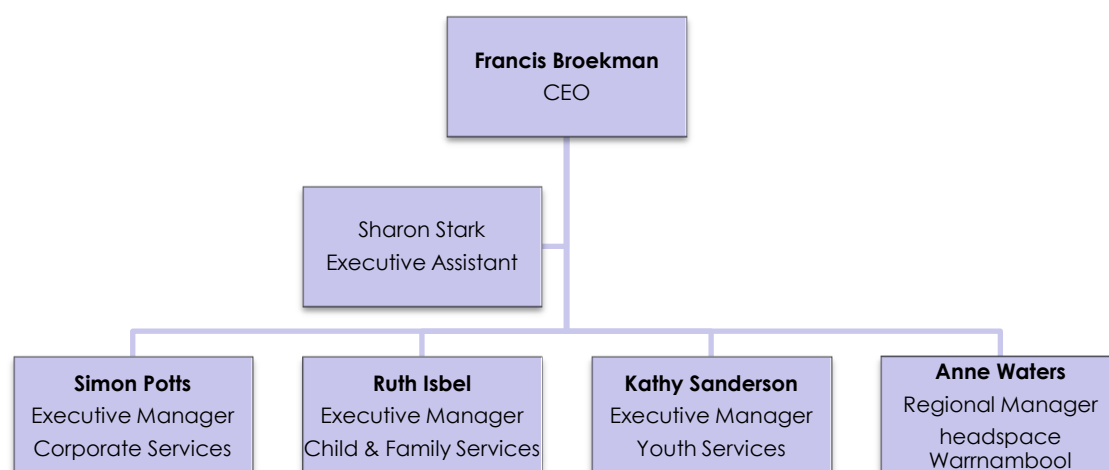 Francis Broekman
CEO
Sharon Stark
Executive Assistant
Simon Potts
Executive Manager
Corporate Services
Ruth Isbel
Executive Manager
Child & Family Services
Kathy Sanderson
Executive Manager
Youth Services
Anne Waters
Regional Manager
headspace
Warrnambool